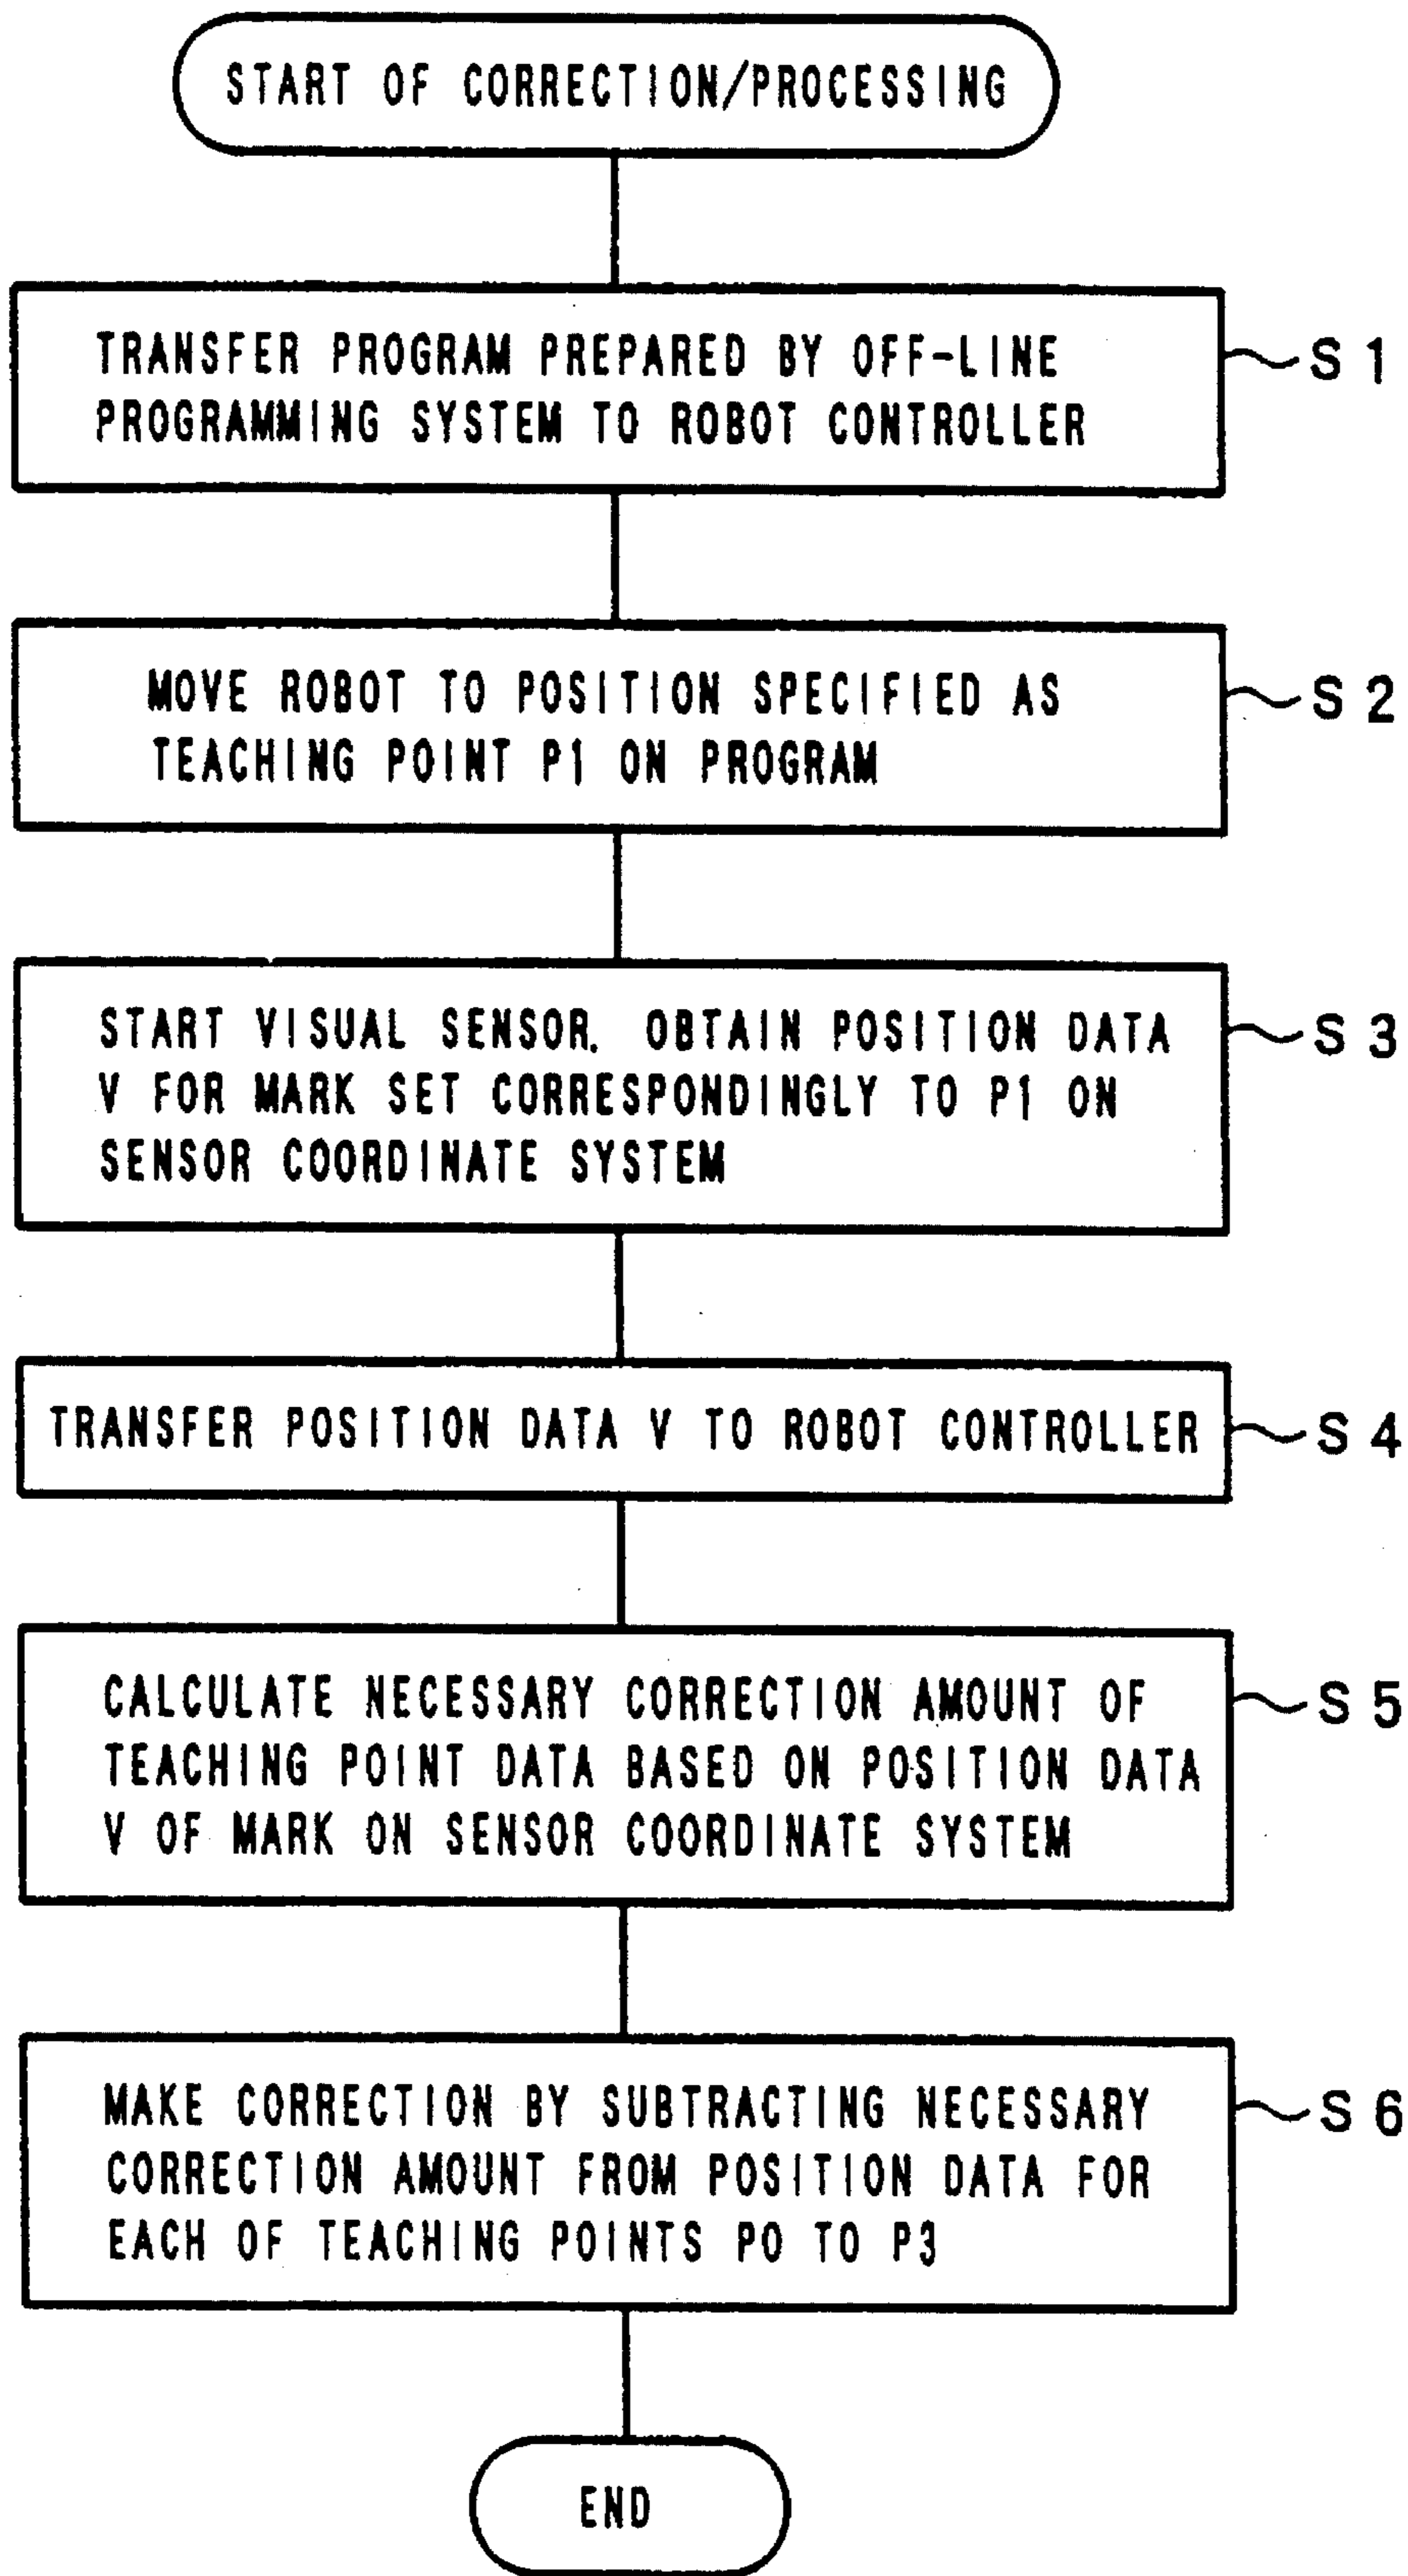 START OF CORRECTION/PROCESSING
TRANSFER PROGRAM PREPARED BY OFF-LINE
PROGRAMMING SYSTEM TO ROBOT CONTROLLER
S1
MOVE ROBOT TO POSITION SPECIFIED AS
TEACHING POINT P1 ON PROGRAM
S2
START VISUAL SENSOR. OBTAIN POSITION DATA
V FOR MARK SET CORRESPONDINGLY TO P1 ON
SENSOR COORDINATE SYSTEM
S3
TRANSFER POSITION DATA V TO ROBOT CONTROLLER
S4
CALCULATE NECESSARY CORRECTION AMOUNT OF
TEACHING POINT DATA BASED ON POSITION DATA
V OF MARK ON SENSOR COORDINATE SYSTEM
S5
MAKE CORRECTION BY SUBTRACTING NECESSARY
CORRECTION AMOUNT FROM POSITION DATA FOR
EACH OF TEACHING POINTS P0 TO P3
S6
END